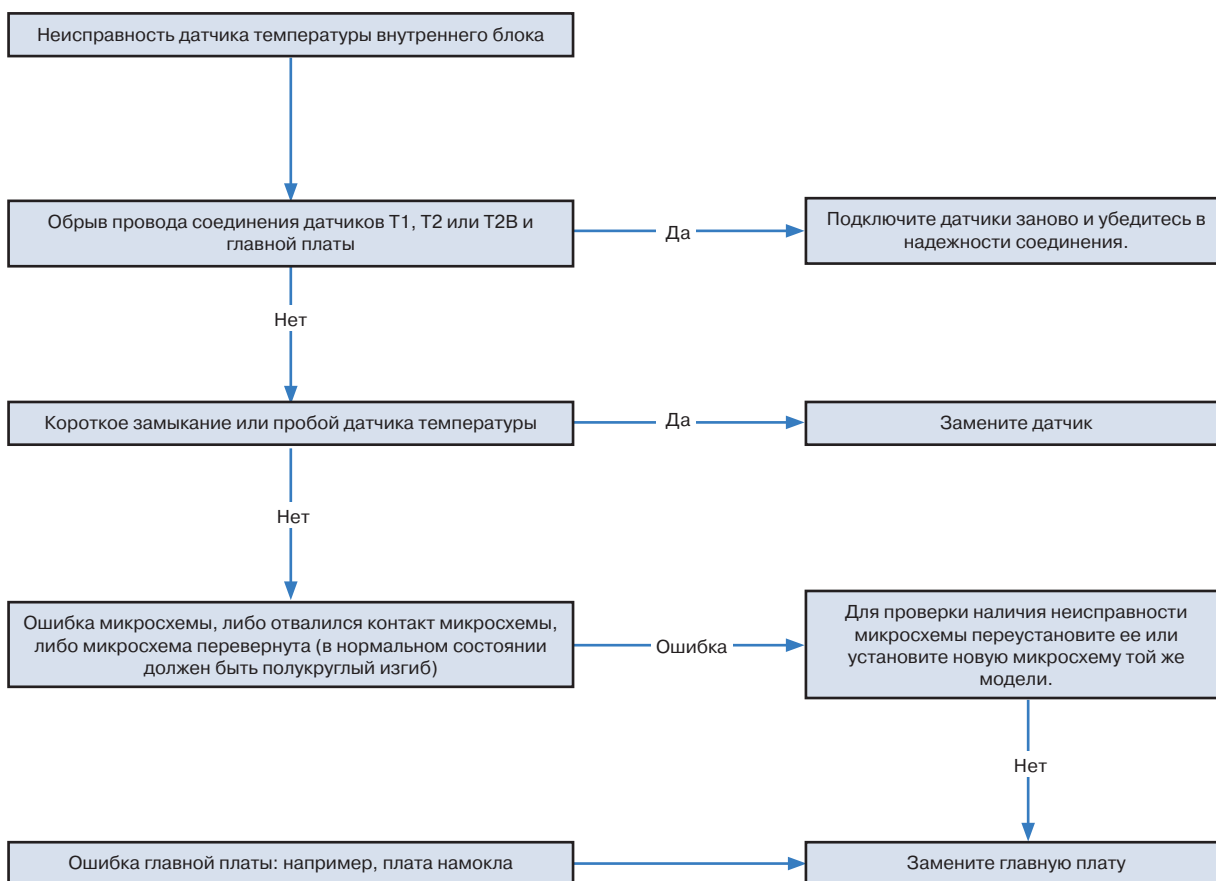 Неисправность датчика температуры внутреннего блока
Обрыв провода соединения датчиков T1, T2 или T2B и
главной платы
Да
Подключите датчики заново и убедитесь в
надежности соединения.
Нет
Короткое замыкание или пробой датчика температуры
Да
Замените датчик
Нет
Ошибка микросхемы, либо отвалился контакт микросхемы,
либо микросхема перевернута (в нормальном состоянии
должен быть полукруглый изгиб)
Ошибка
Для проверки наличия неисправности
микросхемы переустановите ее или
установите новую микросхему той же
модели.
Нет
Ошибка главной платы: например, плата намокла
Замените главную плату